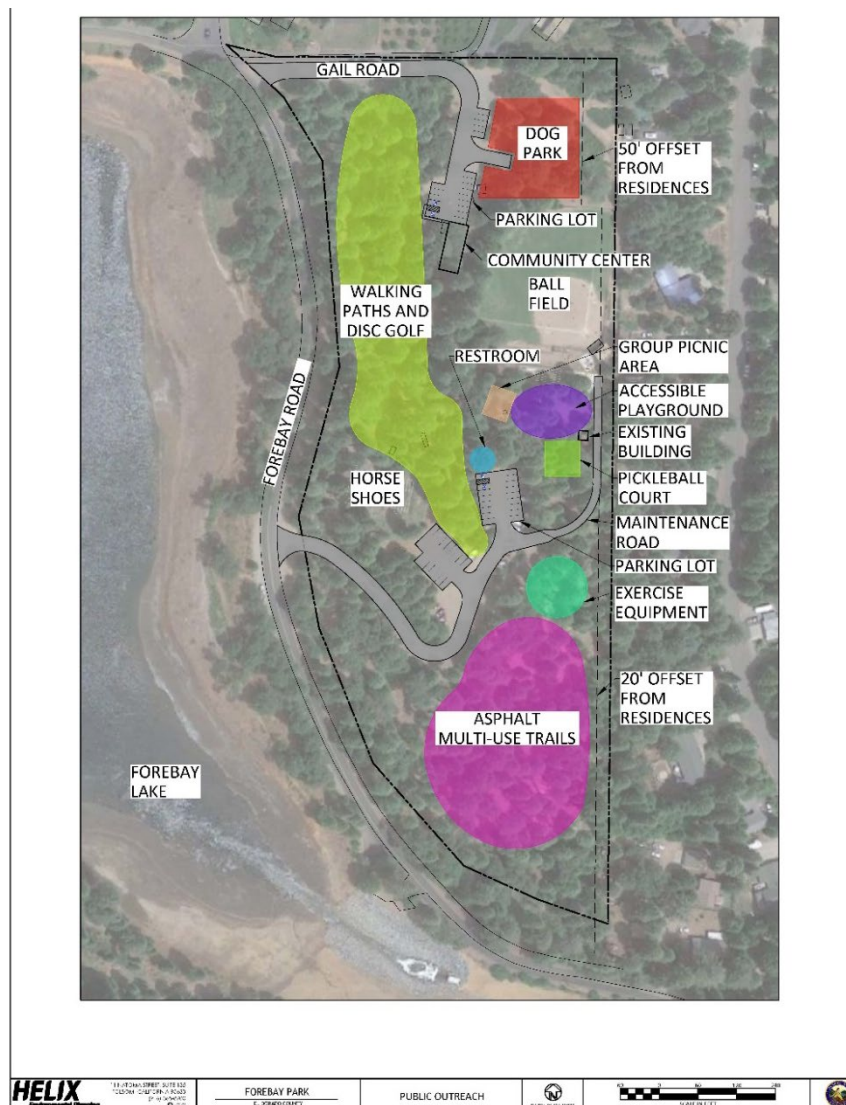 GAIL ROAD
DOG
PARK
50' OFFSET
FROM
RESIDENCES
PARKING LOT
COMMUNITY CENTER
BALL
FIELD
WALKING
PATHS AND
DISC GOLF
RESTROOM
GROUP PICNIC
AREA
ACCESSIBLE
PLAYGROUND
EXISTING
BUILDING
PICKLEBALL
COURT
FOREBAY ROAD
HORSE
SHOES
MAINTENANCE
ROAD
PARKING LOT
EXERCISE
EQUIPMENT
20' OFFSET
FROM
RESIDENCES
ASPHALT
MULTI-USE TRAILS
FOREBAY
LAKE
HELIX
FOREBAY PARK
PUBLIC OUTREACH
N